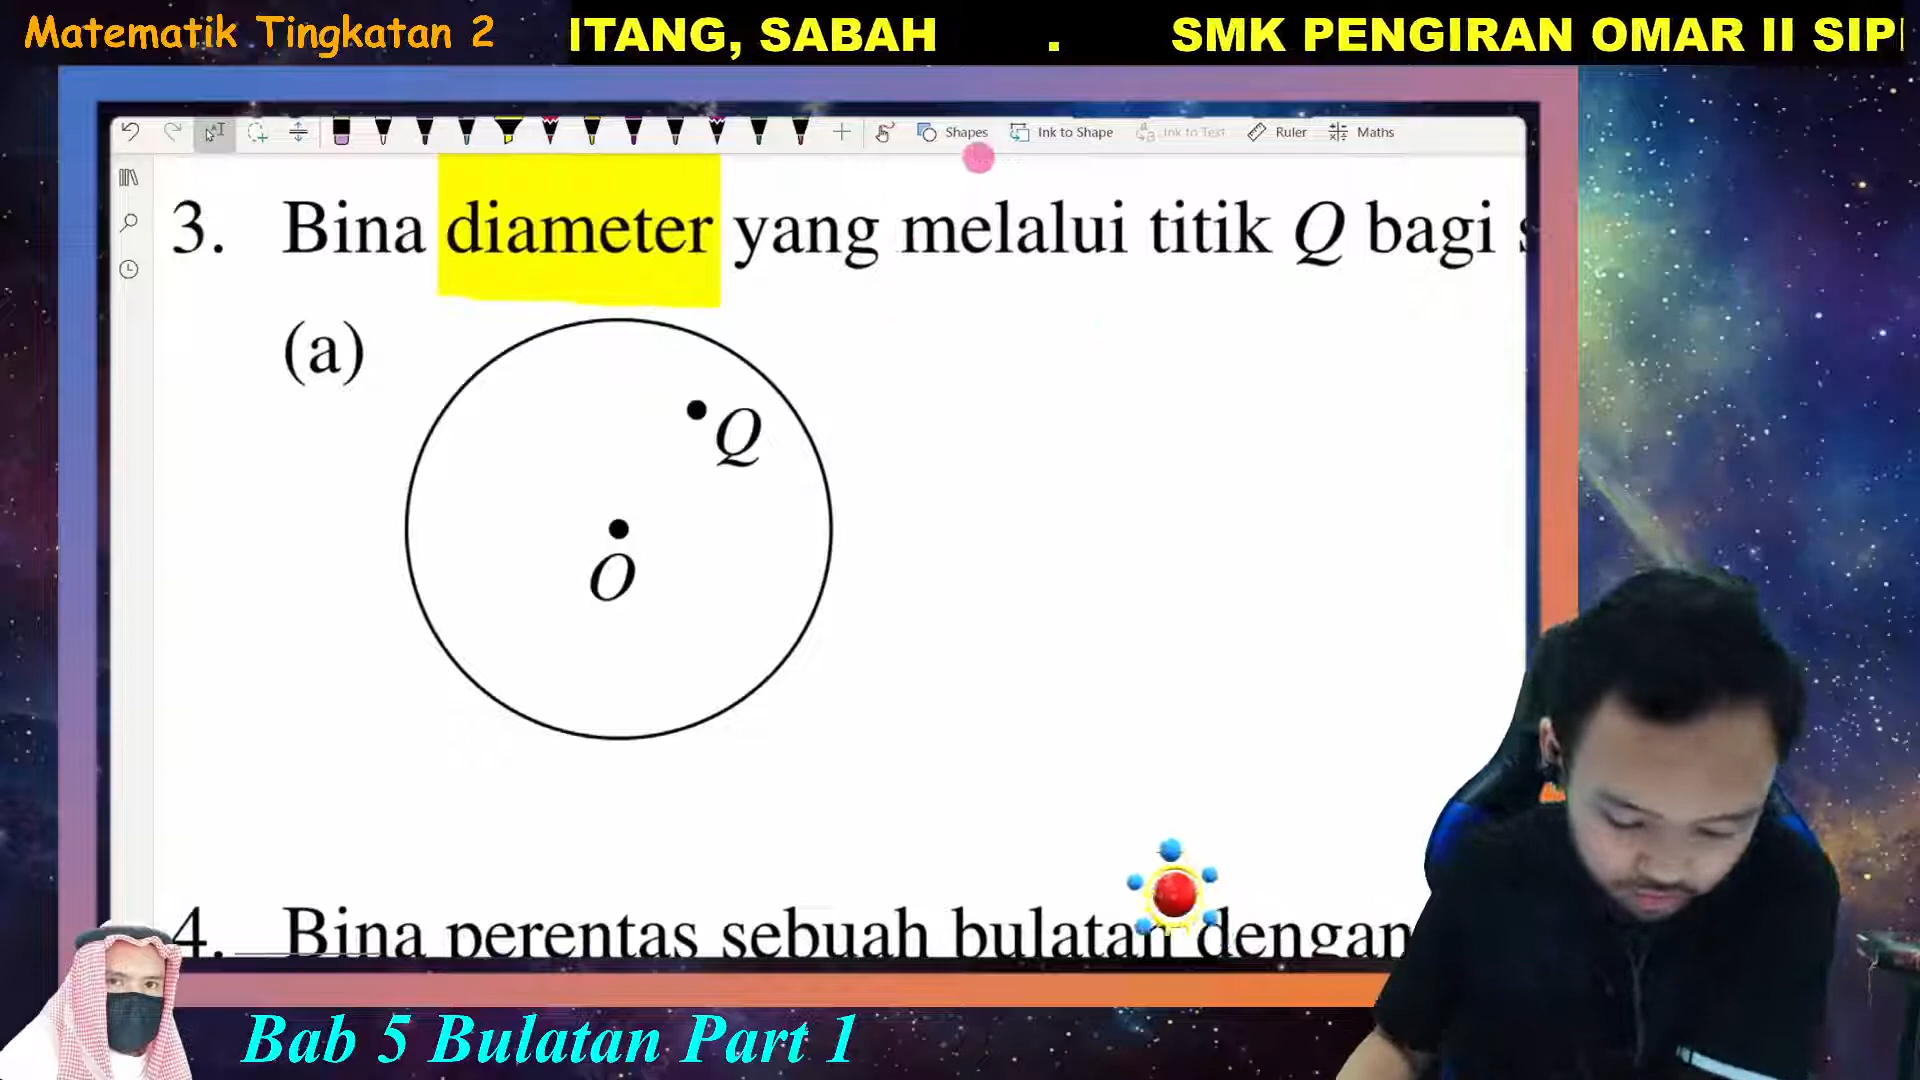 Matematik Tingkatan 2
ITANG, SABAH . SMK PENGIRAN OMAR II SIPI
Shapes Ink to Shape Ink to Text Ruler Maths
3. Bina diameter yang melalui titik Q bagi
(a)
Q
O
4. Bina perentas sebuah bulatan dengan
Bab 5 Bulatan Part 1